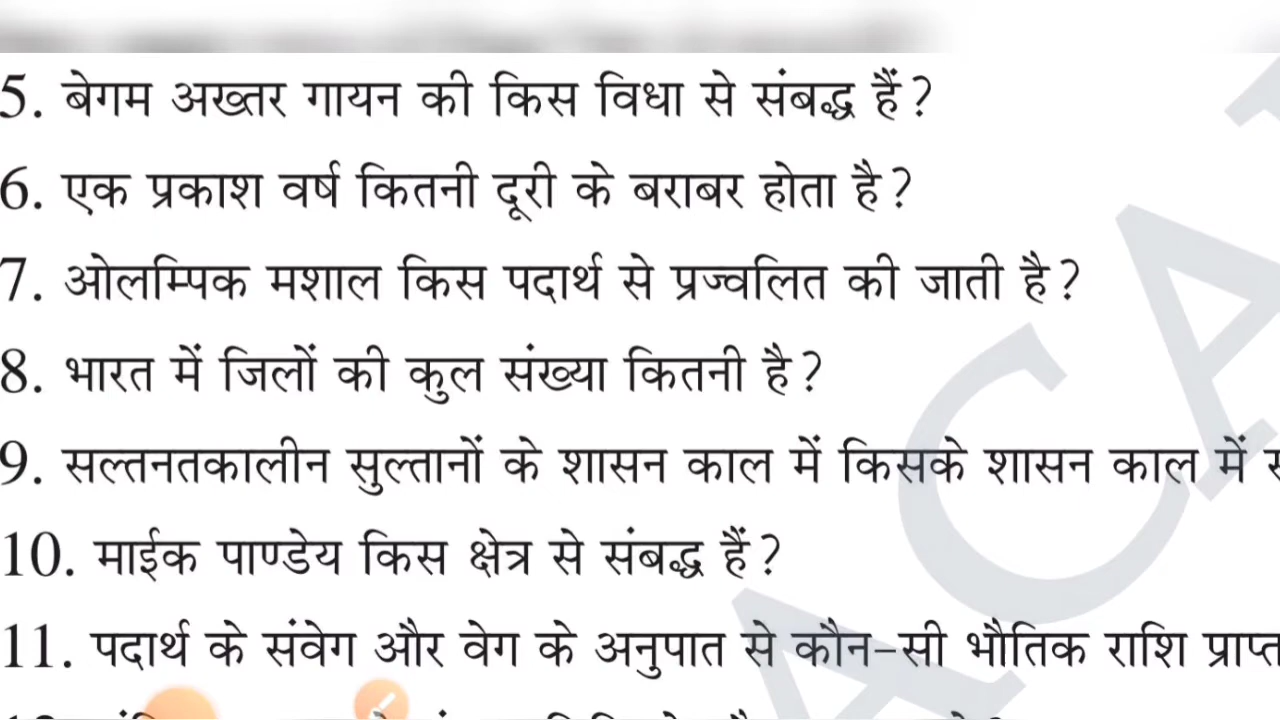 5. बेगम अख्तर गायन की किस विधा से संबद्ध हैं?
6. एक प्रकाश वर्ष कितनी दूरी के बराबर होता है?
7. ओलम्पिक मशाल किस पदार्थ से प्रज्वलित की जाती है?
8. भारत में जिलों की कुल संख्या कितनी है?
9. सल्तनतकालीन सुल्तानों के शासन काल में किसके शासन काल में
10. माईक पाण्डेय किस क्षेत्र से संबद्ध हैं?
11. पदार्थ के संवेग और वेग के अनुपात से कौन-सी भौतिक राशि प्राप्त
ACA